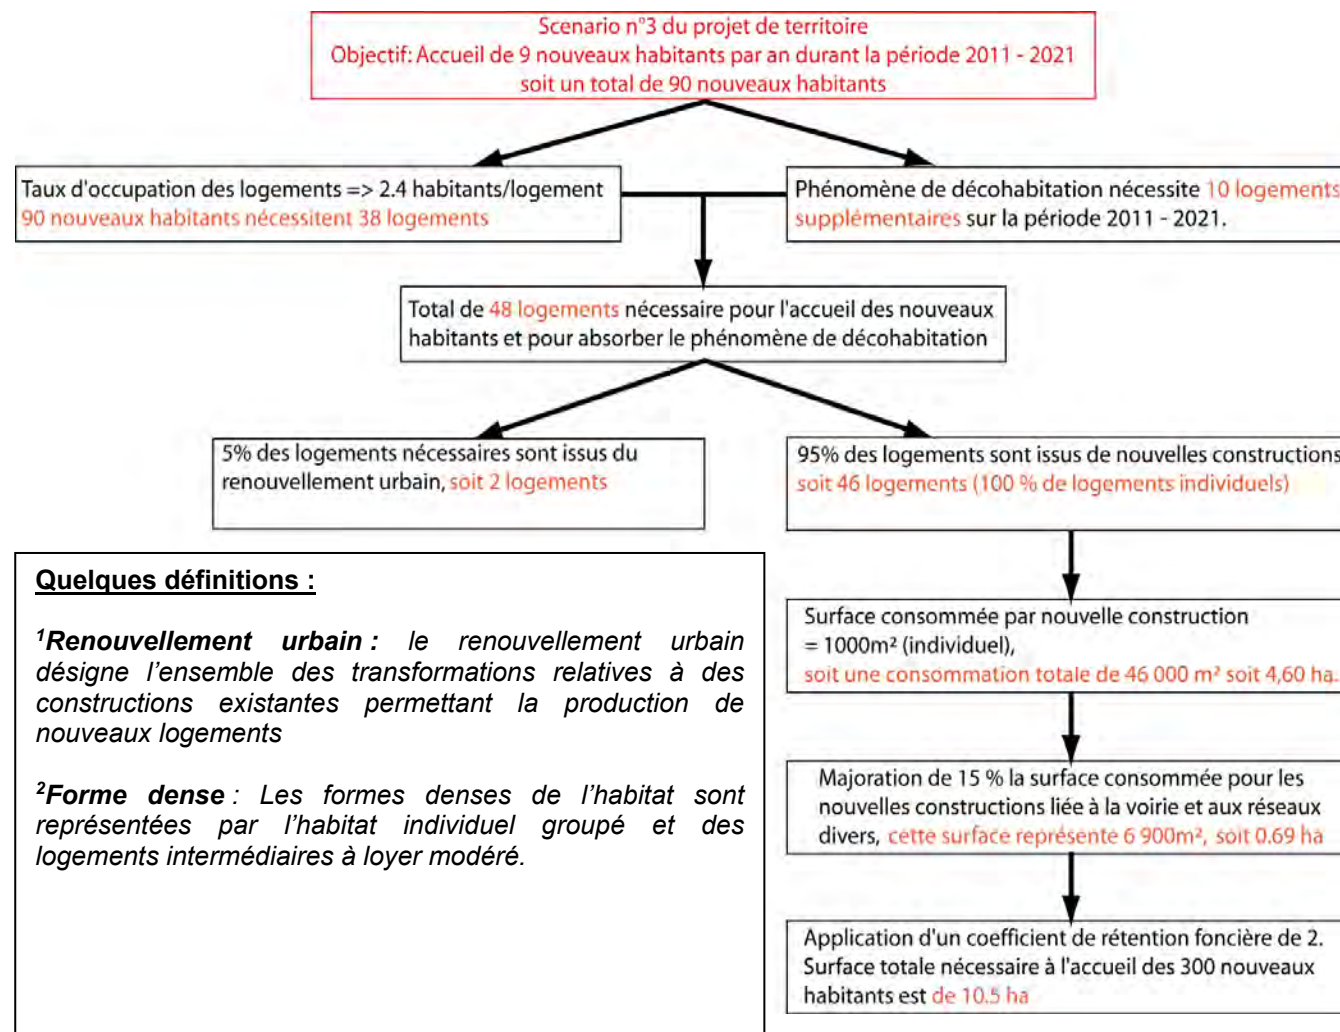 Scenario n°3 du projet de territoire
Objectif: Accueil de 9 nouveaux habitants par an durant la période 2011 - 2021
soit un total de 90 nouveaux habitants
Taux d'occupation des logements => 2.4 habitants/logement
90 nouveaux habitants nécessitent 38 logements
Phénomène de décohabitation nécessite 10 logements
supplémentaires sur la période 2011 - 2021.
Total de 48 logements nécessaire pour l'accueil des nouveaux
habitants et pour absorber le phénomène de décohabitation
5% des logements nécessaires sont issus du
renouvellement urbain, soit 2 logements
95% des logements sont issus de nouvelles constructions
soit 46 logements (100 % de logements individuels)
Surface consommée par nouvelle construction
= 1000m² (individuel),
soit une consommation totale de 46 000 m² soit 4,60 ha.
Majoration de 15 % la surface consommée pour les
nouvelles constructions liée à la voirie et aux réseaux
divers, cette surface représente 6 900m², soit 0.69 ha
Application d'un coefficient de rétention foncière de 2.
Surface totale nécessaire à l'accueil des 300 nouveaux
habitants est de 10.5 ha
Quelques définitions :
¹Renouvellement urbain : le renouvellement urbain
désigne l'ensemble des transformations relatives à des
constructions existantes permettant la production de
nouveaux logements
²Forme dense : Les formes denses de l'habitat sont
représentées par l'habitat individuel groupé et des
logements intermédiaires à loyer modéré.